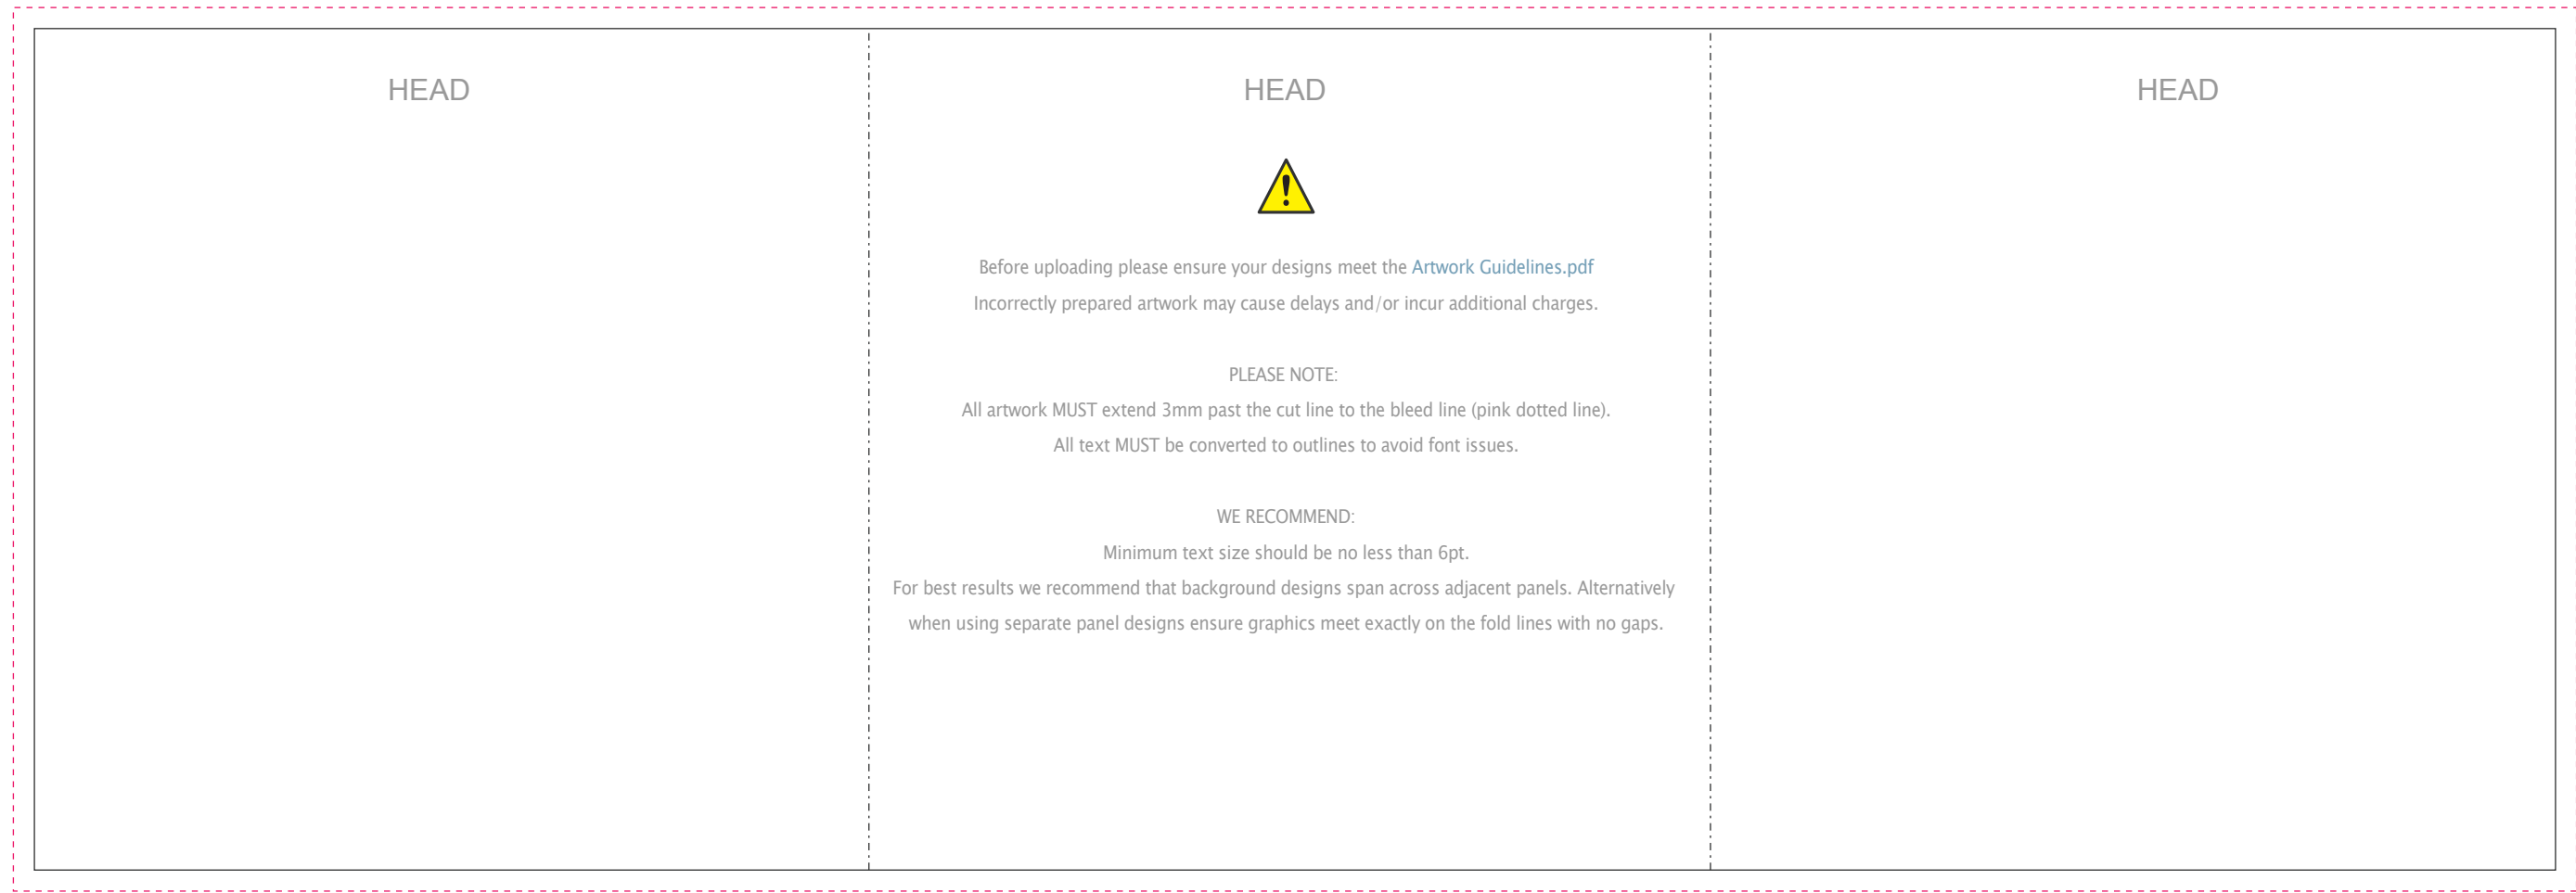 HEAD
HEAD
HEAD
!
Before uploading please ensure your designs meet the Artwork Guidelines.pdf
Incorrectly prepared artwork may cause delays and/or incur additional charges.
PLEASE NOTE:
All artwork MUST extend 3mm past the cut line to the bleed line (pink dotted line).
All text MUST be converted to outlines to avoid font issues.
WE RECOMMEND:
Minimum text size should be no less than 6pt.
For best results we recommend that background designs span across adjacent panels. Alternatively
when using separate panel designs ensure graphics meet exactly on the fold lines with no gaps.